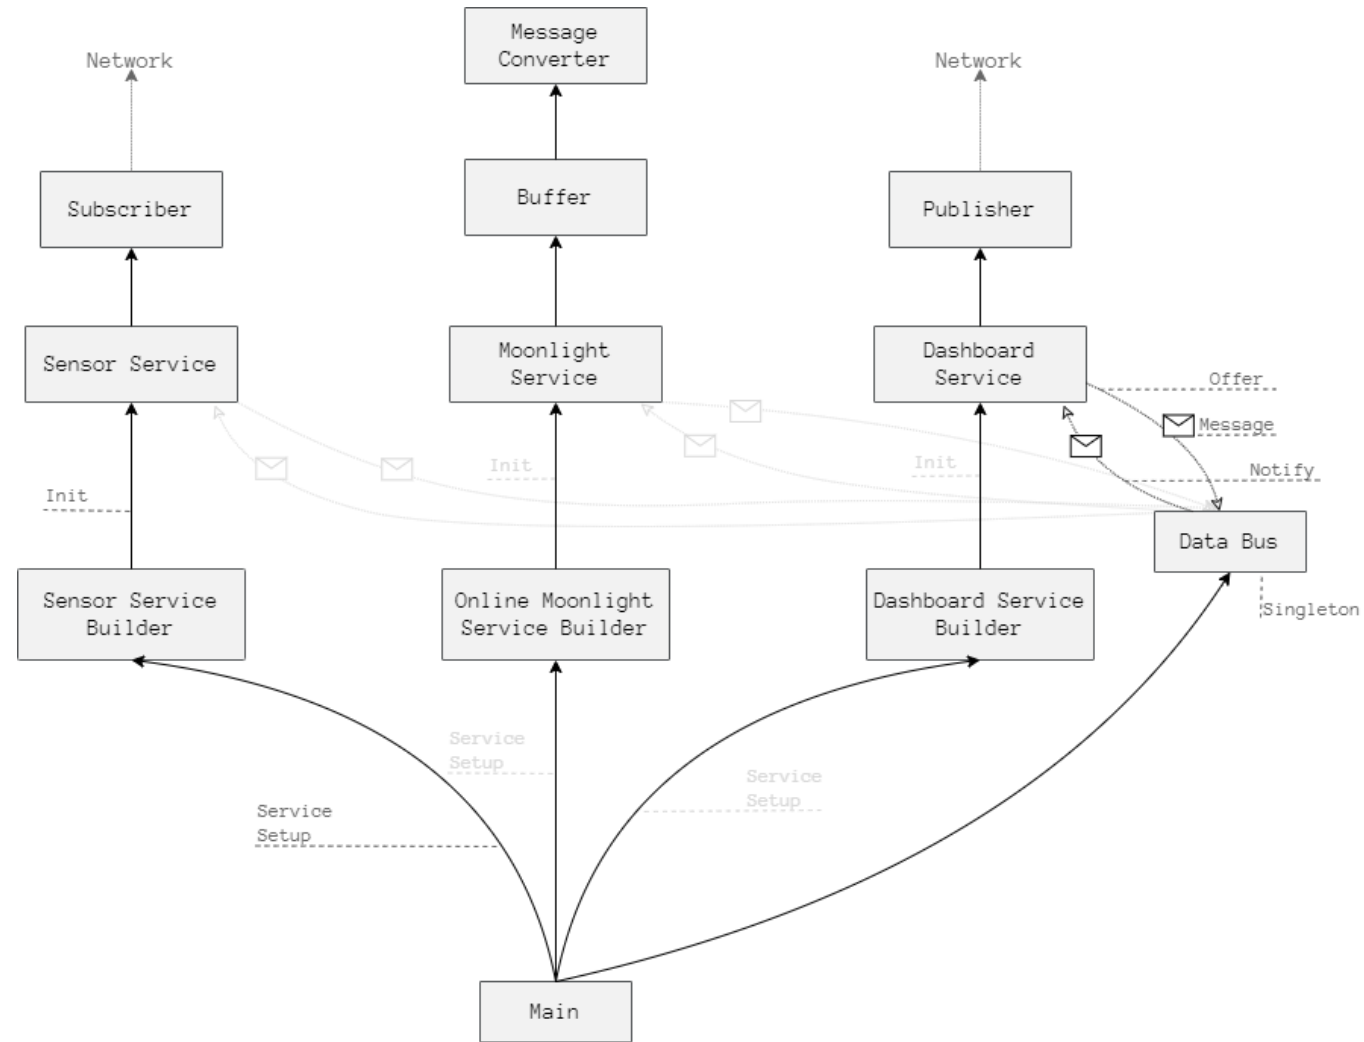 Message
Converter
Network
Network
Buffer
Subscriber
Publisher
Sensor Service
Moonlight
Service
Dashboard
Service
Offer
Message
Notify
Init
Init
Init
Data Bus
Singleton
Sensor Service
Builder
Online Moonlight
Service Builder
Dashboard Service
Builder
Service
Setup
Service
Setup
Service
Setup
Main